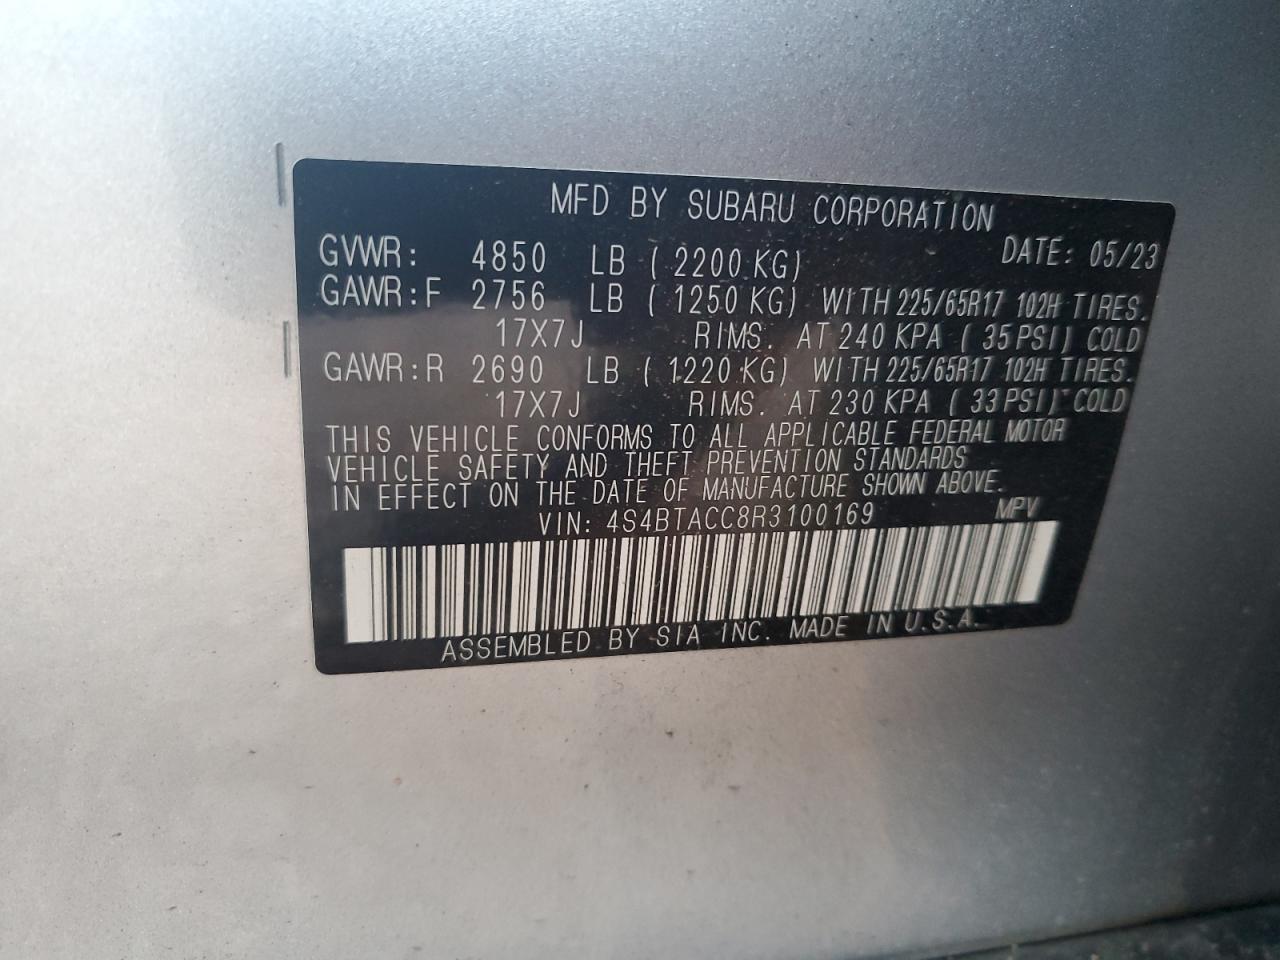 MFD BY SUBARU CORPORATION
DATE: 05/23
GVWR: 4850 LB ( 2200 KG)
GAWR:F 2756 LB ( 1250 KG) WITH 225/65R17 102H TIRES.
17X7J RIMS. AT 240 KPA ( 35 PSI) COLD
GAWR:R 2690 LB ( 1220 KG) WITH 225/65R17 102H TIRES.
17X7J RIMS. AT 230 KPA ( 33 PSI) COLD
THIS VEHICLE CONFORMS TO ALL APPLICABLE FEDERAL MOTOR
VEHICLE SAFETY AND THEFT PREVENTION STANDARDS
IN EFFECT ON THE DATE OF MANUFACTURE SHOWN ABOVE.
VIN: 4S4BTACC8R3100169 MPV
ASSEMBLED BY SIA INC. MADE IN U.S.A.